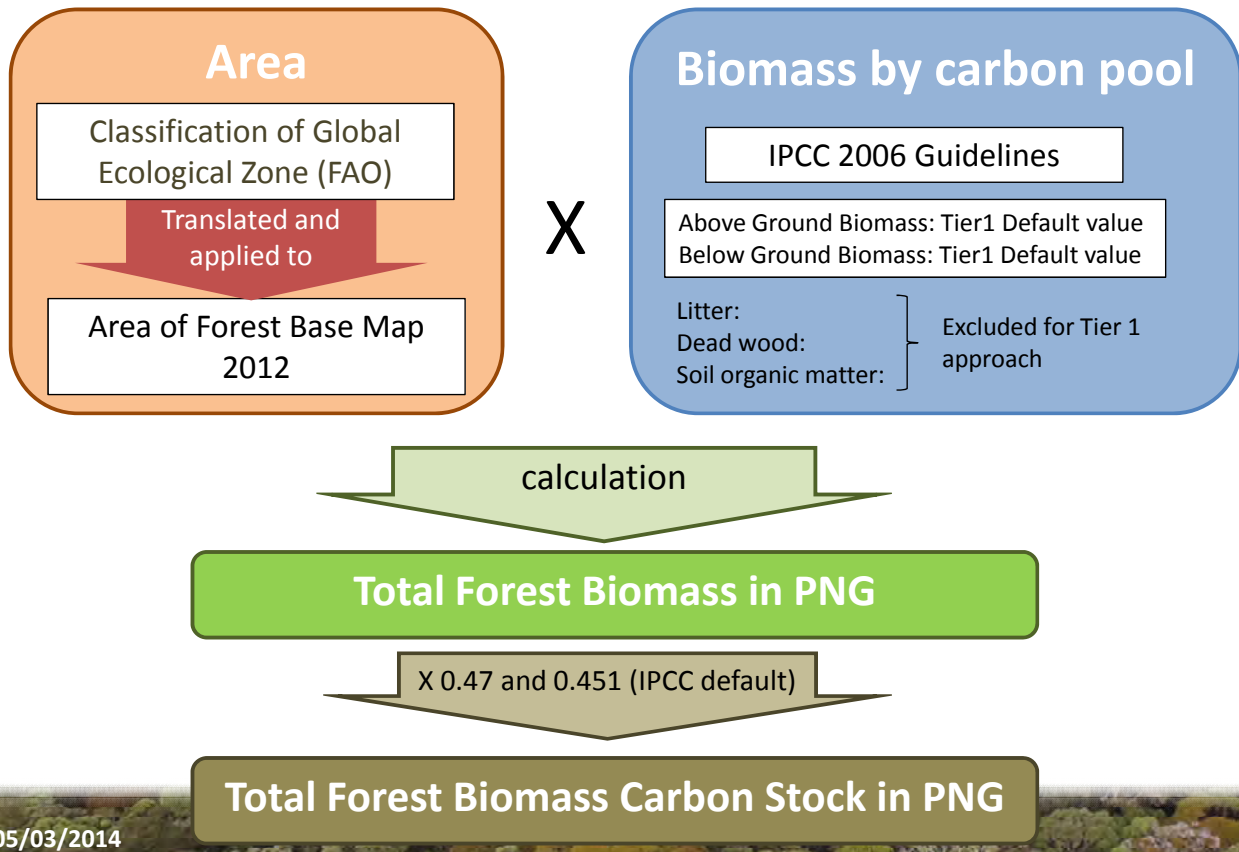 Area
Classification of Global
Ecological Zone (FAO)
Translated and
applied to
Area of Forest Base Map
2012
X
Biomass by carbon pool
IPCC 2006 Guidelines
Above Ground Biomass: Tier1 Default value
Below Ground Biomass: Tier1 Default value
Litter:
Dead wood:
Soil organic matter:
Excluded for Tier 1
approach
calculation
Total Forest Biomass in PNG
X 0.47 and 0.451 (IPCC default)
Total Forest Biomass Carbon Stock in PNG
05/03/2014